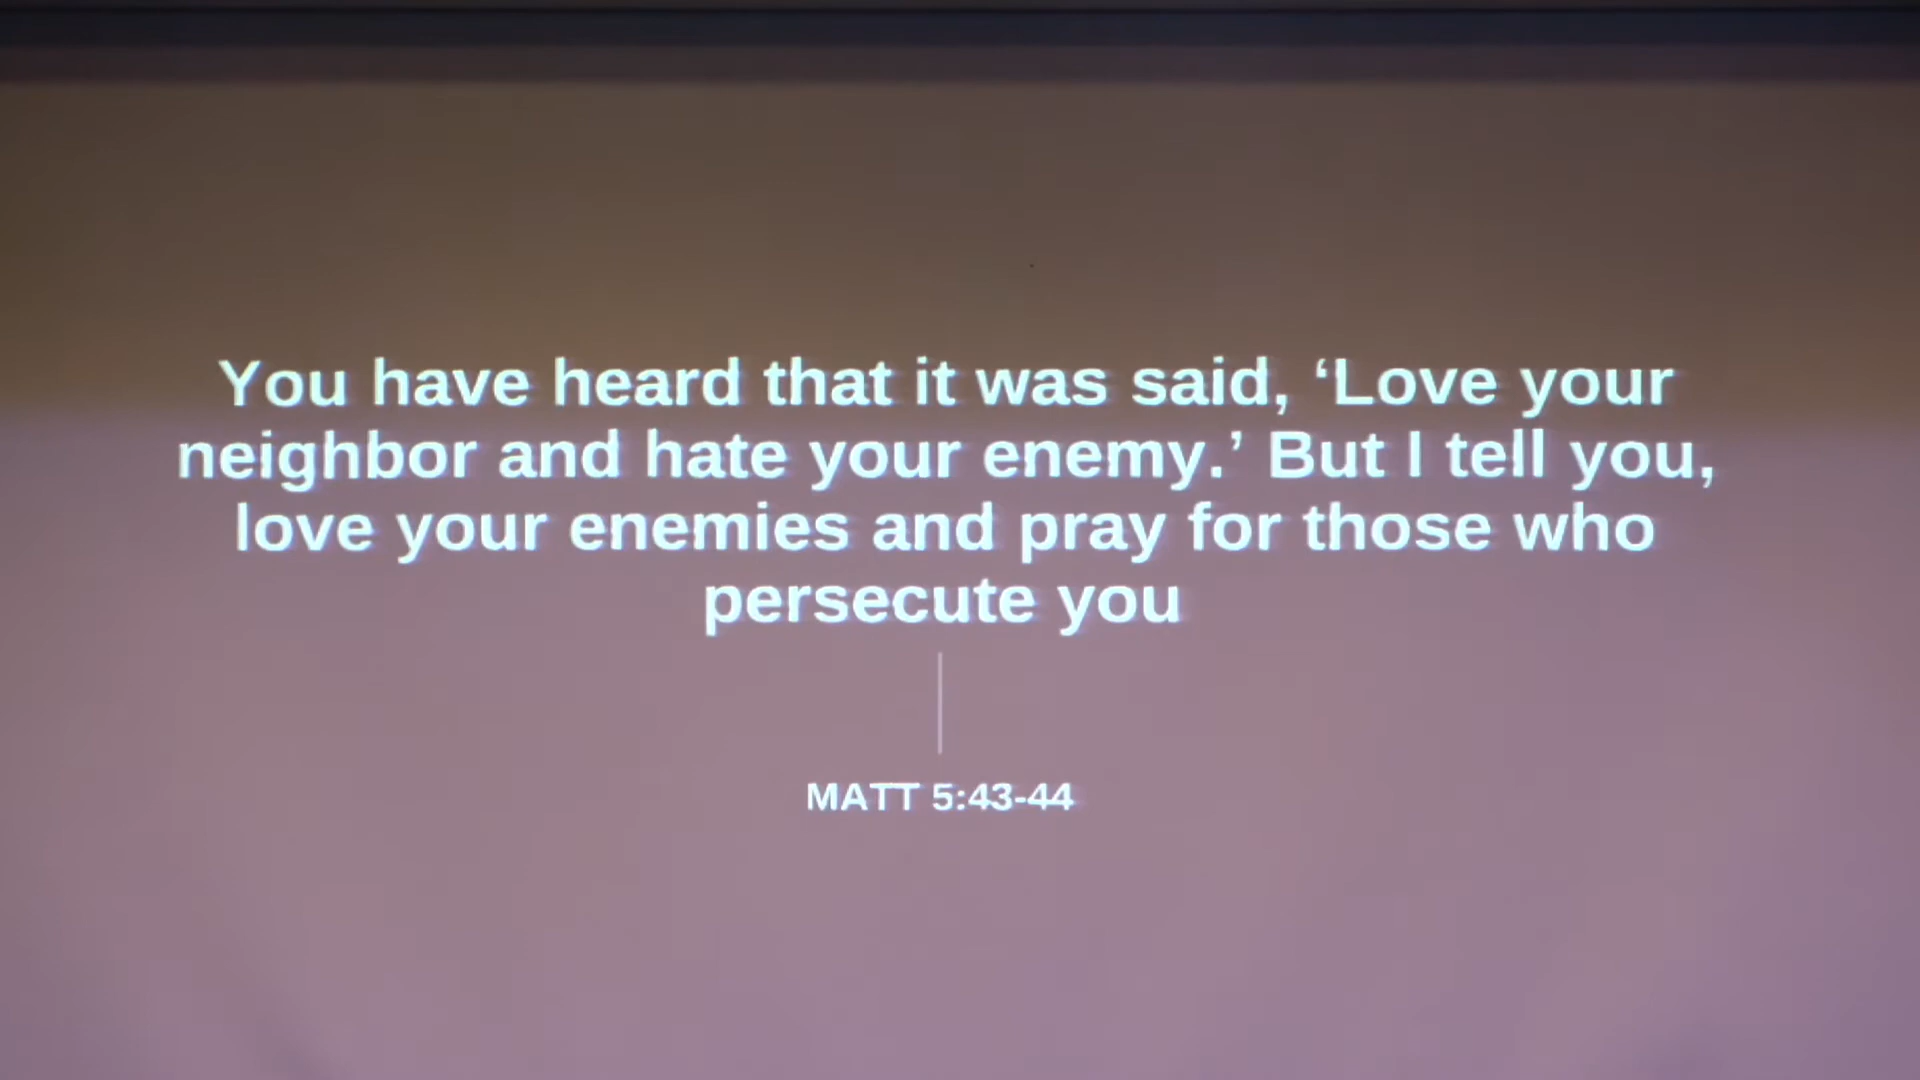 You have heard that it was said, ‘Love your
neighbor and hate your enemy.’ But I tell you,
love your enemies and pray for those who
persecute you
MATT 5:43-44